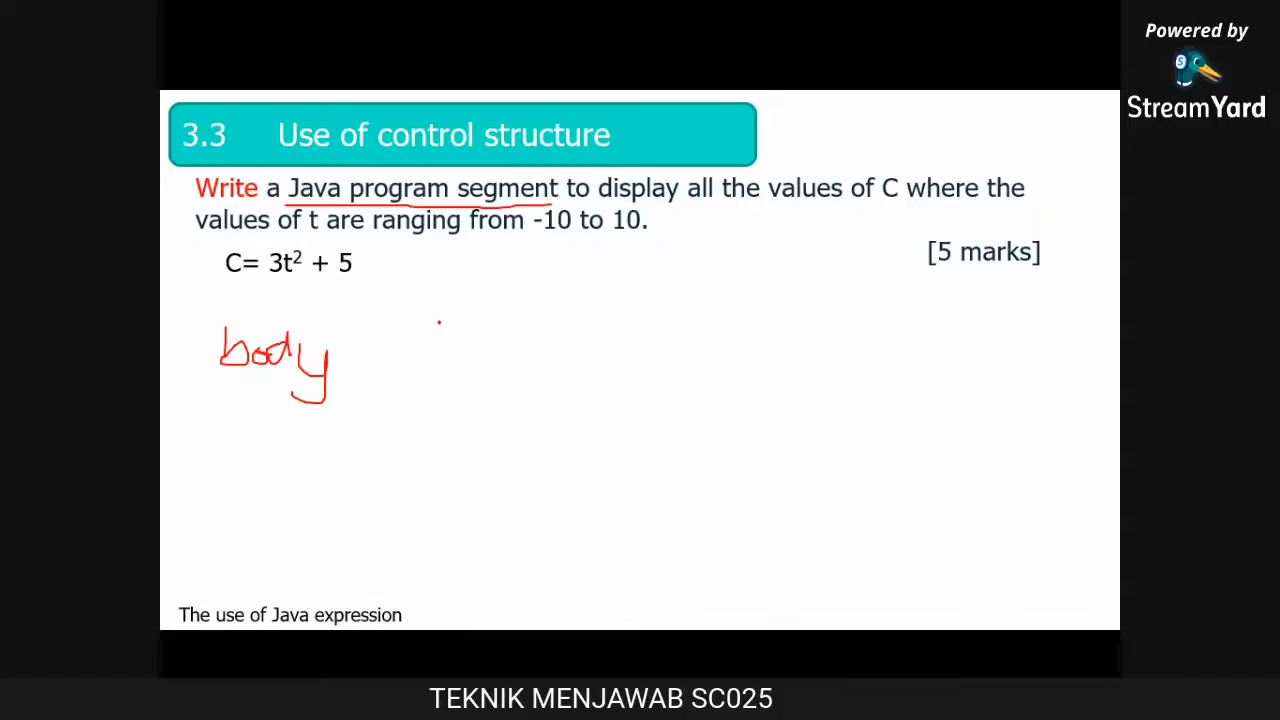 Powered by
StreamYard
3.3 Use of control structure
Write a Java program segment to display all the values of C where the
values of t are ranging from -10 to 10.
[5 marks]
C= 3t² + 5
body
The use of Java expression
TEKNIK MENJAWAB SC025